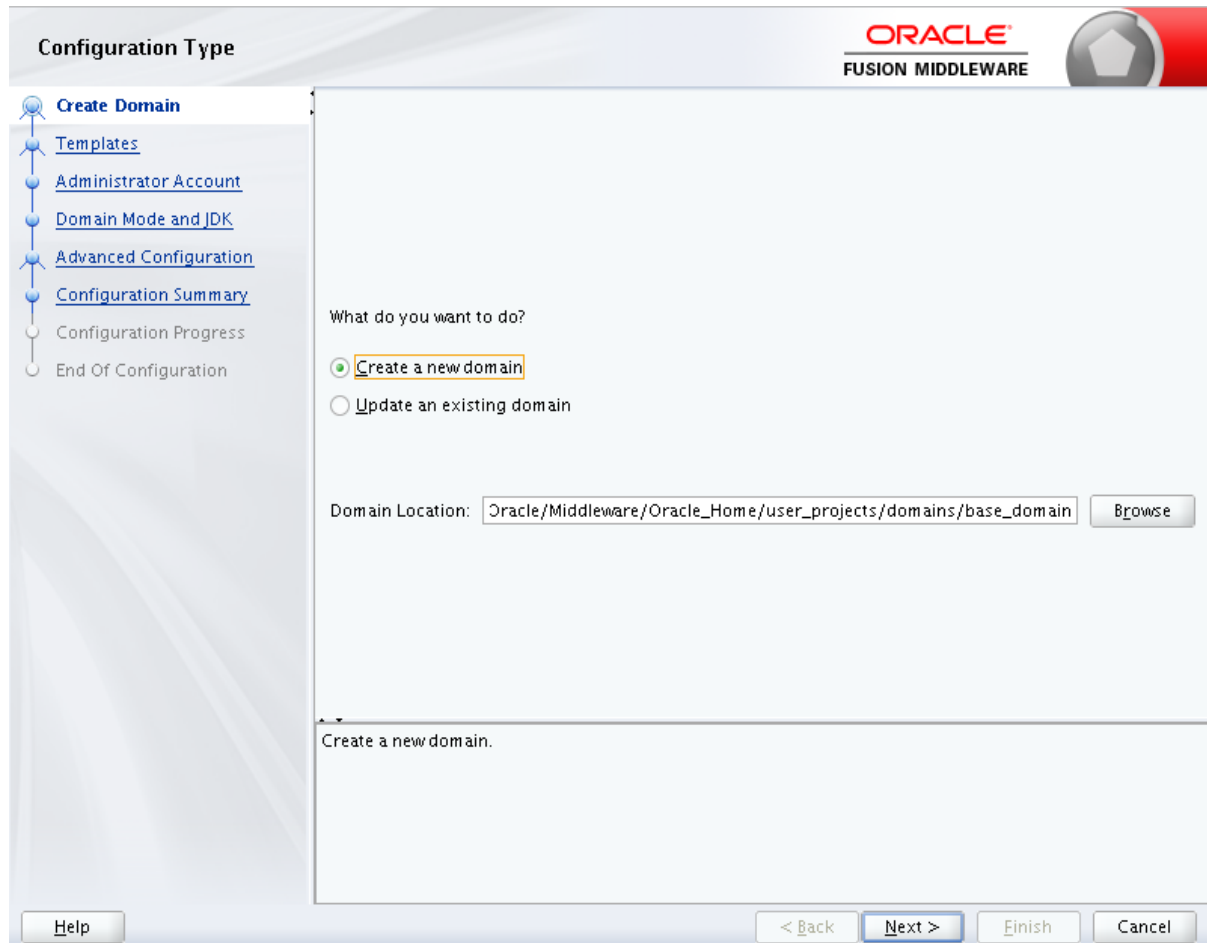 Configuration Type
ORACLE
FUSION MIDDLEWARE
Create Domain
Templates
Administrator Account
Domain Mode and JDK
Advanced Configuration
Configuration Summary
Configuration Progress
End Of Configuration
What do you want to do?
Create a new domain
Update an existing domain
Domain Location: Oracle/Middleware/Oracle_Home/user_projects/domains/base_domain Browse
Create a new domain.
Help < Back Next > Finish Cancel